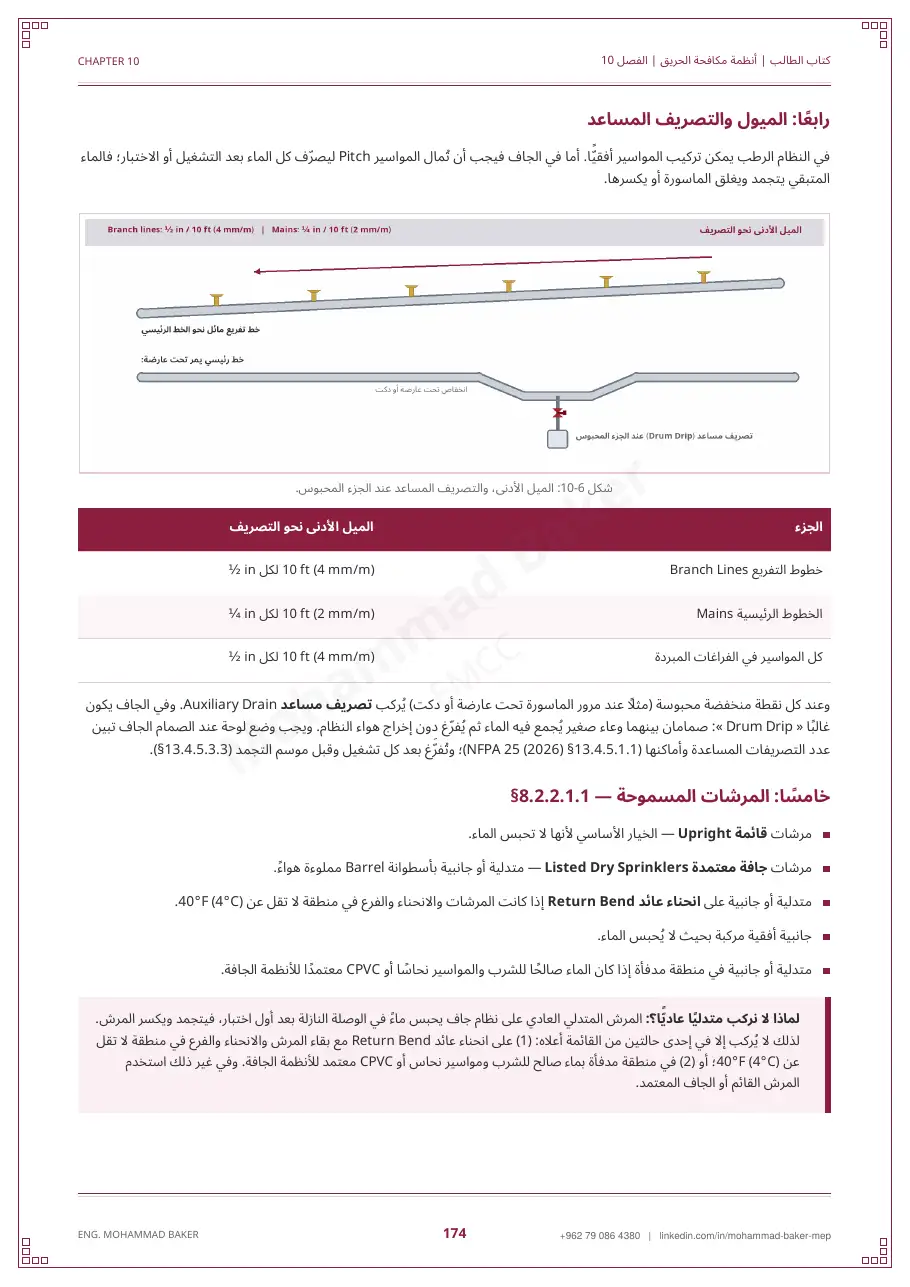 كتاب الطالب | أنظمة مكافحة الحريق | الفصل 10
CHAPTER 10
رابعًا: الميول والتصريف المساعد
في النظام الرطب يمكن تركيب المواسير أفقيًّا. أما في الجاف فيجب أن تُمال المواسير Pitch ليصرّف كل الماء بعد التشغيل أو الاختبار؛ فالماء
المتبقي يتجمد ويغلق الماسورة أو يكسرها.
الميل الأدنى نحو التصريف
Branch lines: ½ in / 10 ft (4 mm/m) | Mains: ¼ in / 10 ft (2 mm/m)
خط تفريع مائل نحو الخط الرئيسي
خط رئيسي يمر تحت عارضة:
انخفاض تحت عارضة أو دكت
تصريف مساعد (Drum Drip) عند الجزء المحبوس
شكل 6-10: الميل الأدنى، والتصريف المساعد عند الجزء المحبوس.
الجزء
الميل الأدنى نحو التصريف
خطوط التفريع Branch Lines
½ in لكل 10 ft (4 mm/m)
الخطوط الرئيسية Mains
¼ in لكل 10 ft (2 mm/m)
كل المواسير في الفراغات المبردة
½ in لكل 10 ft (4 mm/m)
وعند كل نقطة منخفضة محبوسة (مثلًا عند مرور الماسورة تحت عارضة أو دكت) يُركب تصريف مساعد Auxiliary Drain. وفي الجاف يكون
غالبًا « Drum Drip »: صمامان بينهما وعاء صغير يُجمع فيه الماء ثم يُفرّغ دون إخراج هواء النظام. ويجب وضع لوحة عند الصمام الجاف تبين
عدد التصريفات المساعدة وأماكنها (NFPA 25 (2026) §13.4.5.1.1)؛ وتُفرّغ بعد كل تشغيل وقبل موسم التجمد (§13.4.5.3.3).
خامسًا: المرشات المسموحة — §8.2.2.1.1
مرشات قائمة Upright — الخيار الأساسي لأنها لا تحبس الماء.
مرشات جافة معتمدة Listed Dry Sprinklers — متدلية أو جانبية بأسطوانة Barrel مملوءة هواءً.
متدلية أو جانبية على انحناء عائد Return Bend إذا كانت المرشات والانحناء والفرع في منطقة لا تقل عن 40°F (4°C).
جانبية أفقية مركبة بحيث لا يُحبس الماء.
متدلية أو جانبية في منطقة مدفأة إذا كان الماء صالحًا للشرب والمواسير نحاسًا أو CPVC معتمدًا للأنظمة الجافة.
لماذا لا نركب متدليًا عاديًّا؟: المرش المتدلي العادي على نظام جاف يحبس ماءً في الوصلة النازلة بعد أول اختبار، فيتجمد ويكسر المرش.
لذلك لا يُركب إلا في إحدى حالتين من القائمة أعلاه: (1) على انحناء عائد Return Bend مع بقاء المرش والانحناء والفرع في منطقة لا تقل
عن 40°F (4°C)؛ أو (2) في منطقة مدفأة بماء صالح للشرب ومواسير نحاس أو CPVC معتمد للأنظمة الجافة. وفي غير ذلك استخدم
المرش القائم أو الجاف المعتمد.
ENG. MOHAMMAD BAKER
174
+962 79 086 4380 | linkedin.com/in/mohammad-baker-mep